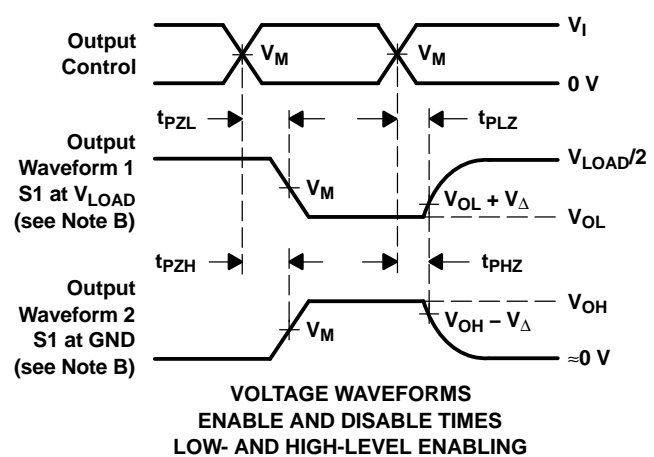 Output
Control
V_M
V_M
V_I
0 V
t_PZL
t_PLZ
Output
Waveform 1
S1 at V_LOAD
(see Note B)
V_M
V_LOAD/2
V_OL + V_Δ
V_OL
t_PZH
t_PHZ
Output
Waveform 2
S1 at GND
(see Note B)
V_M
V_OH
V_OH – V_Δ
≈0 V
VOLTAGE WAVEFORMS
ENABLE AND DISABLE TIMES
LOW- AND HIGH-LEVEL ENABLING